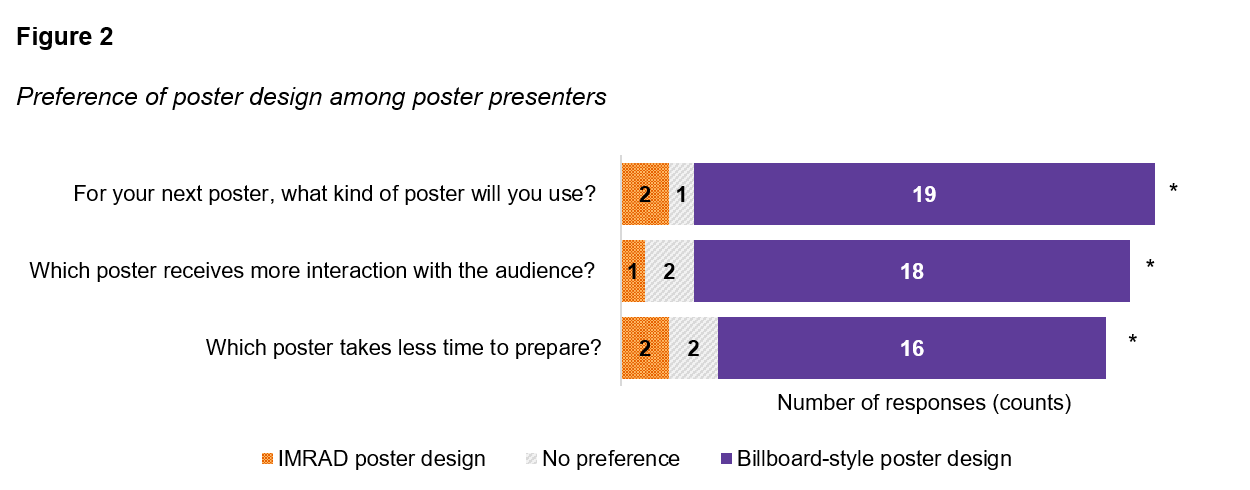 Figure 2
Preference of poster design among poster presenters
For your next poster, what kind of poster will you use? 2 1 19 *
Which poster receives more interaction with the audience? 1 2 18 *
Which poster takes less time to prepare? 2 2 16 *
Number of responses (counts)
IMRAD poster design No preference Billboard-style poster design